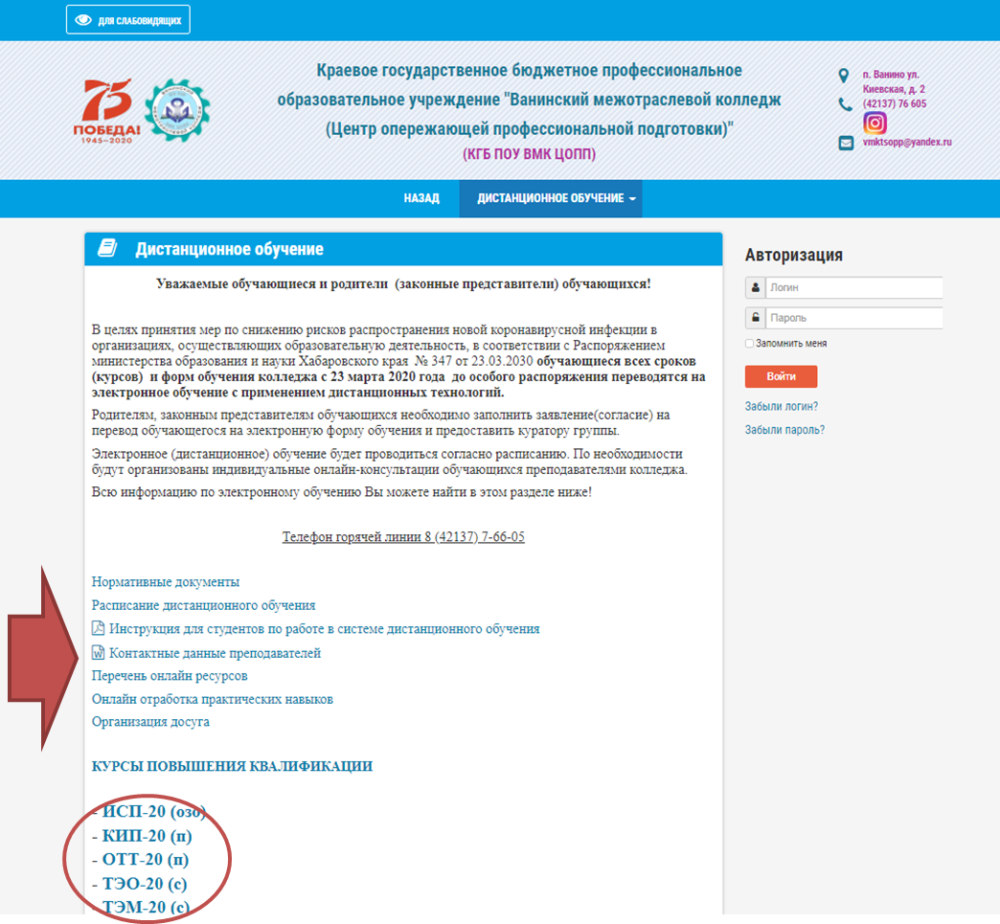 ДЛЯ СЛАБОВИДЯЩИХ
75
ПОБЕДА!
1945–2020
Краевое государственное бюджетное профессиональное
образовательное учреждение "Ванинский межотраслевой колледж
(Центр опережающей профессиональной подготовки)"
(КГБ ПОУ ВМК ЦОПП)
п. Ванино ул.
Киевская, д. 2
(42137) 76 605
vmktsopp@yandex.ru
НАЗАД
ДИСТАНЦИОННОЕ ОБУЧЕНИЕ
Дистанционное обучение
Уважаемые обучающиеся и родители (законные представители) обучающихся!
В целях принятия мер по снижению рисков распространения новой коронавирусной инфекции в
организациях, осуществляющих образовательную деятельность, в соответствии с Распоряжением
министерства образования и науки Хабаровского края № 347 от 23.03.2030 обучающиеся всех сроков
(курсов) и форм обучения колледжа с 23 марта 2020 года до особого распоряжения переводятся на
электронное обучение с применением дистанционных технологий.
Родителям, законным представителям обучающихся необходимо заполнить заявление(согласие) на
перевод обучающегося на электронную форму обучения и предоставить куратору группы.
Электронное (дистанционное) обучение будет проводиться согласно расписанию. По необходимости
будут организованы индивидуальные онлайн-консультации обучающихся преподавателями колледжа.
Всю информацию по электронному обучению Вы можете найти в этом разделе ниже!
Телефон горячей линии 8 (42137) 7-66-05
Нормативные документы
Расписание дистанционного обучения
Инструкция для студентов по работе в системе дистанционного обучения
Контактные данные преподавателей
Перечень онлайн ресурсов
Онлайн отработка практических навыков
Организация досуга
КУРСЫ ПОВЫШЕНИЯ КВАЛИФИКАЦИИ
- ИСП-20 (озо)
- КИП-20 (п)
- ОТТ-20 (п)
- ТЭО-20 (с)
- ТЭМ-20 (с)
Авторизация
Логин
Пароль
Запомнить меня
Войти
Забыли логин?
Забыли пароль?